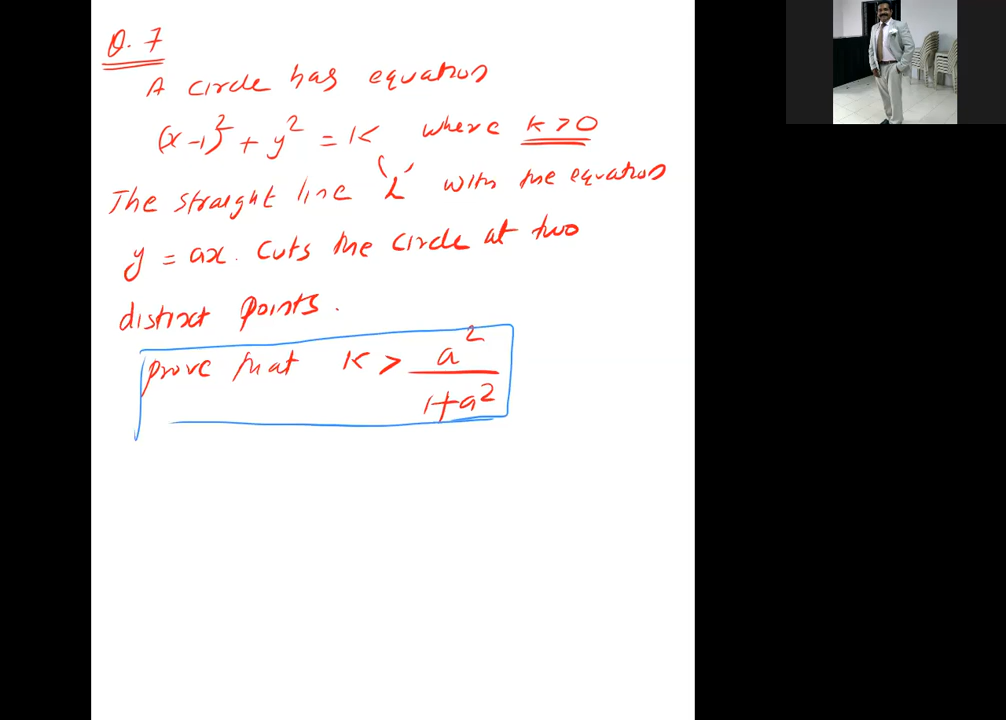 Q. 7
A circle has equation
(x-1)² + y² = K where K > 0
The straight line 'L' with the equation
y = ax. cuts the circle at two
distinct points.
prove that K > a²/(1+a²)